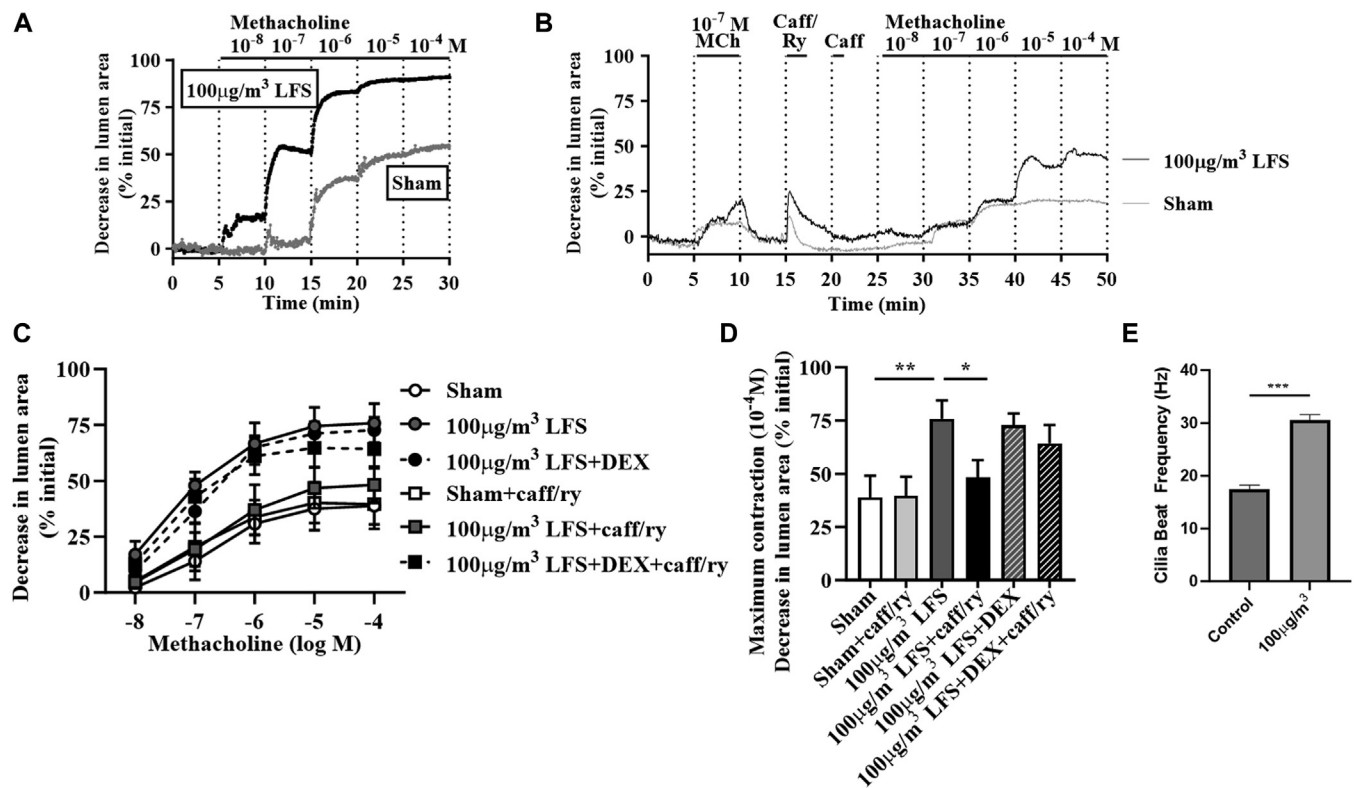 A
Methacholine
10-8 10-7 10-6 10-5 10-4 M
100
75
50
25
0
Decrease in lumen area
(% initial)
100μg/m3 LFS
Sham
0 5 10 15 20 25 30
Time (min)
B
10-7 M
MCh
Caff/
Ry
Caff
Methacholine
10-8 10-7 10-6 10-5 10-4 M
100
75
50
25
0
Decrease in lumen area
(% initial)
0 5 10 15 20 25 30 35 40 45 50
Time (min)
100μg/m3 LFS
Sham
C
100
75
50
25
0
Decrease in lumen area
(% initial)
-8 -7 -6 -5 -4
Methacholine (log M)
Sham
100μg/m3 LFS
100μg/m3 LFS+DEX
Sham+caff/ry
100μg/m3 LFS+caff/ry
100μg/m3 LFS+DEX+caff/ry
D
Maximum contraction (10-4M)
Decrease in lumen area (% initial)
100
75
50
25
0
**
*
Sham
Sham+caff/ry
100μg/m3 LFS
100μg/m3 LFS+caff/ry
100μg/m3 LFS+DEX
100μg/m3 LFS+DEX+caff/ry
E
Cilia Beat Frequency (Hz)
40
30
20
10
0
***
Control
100μg/m3